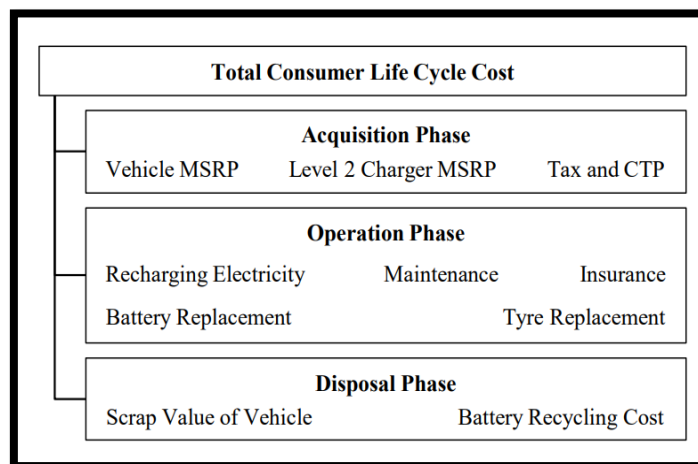 Total Consumer Life Cycle Cost
Acquisition Phase
Vehicle MSRP Level 2 Charger MSRP Tax and CTP
Operation Phase
Recharging Electricity Maintenance Insurance
Battery Replacement Tyre Replacement
Disposal Phase
Scrap Value of Vehicle Battery Recycling Cost